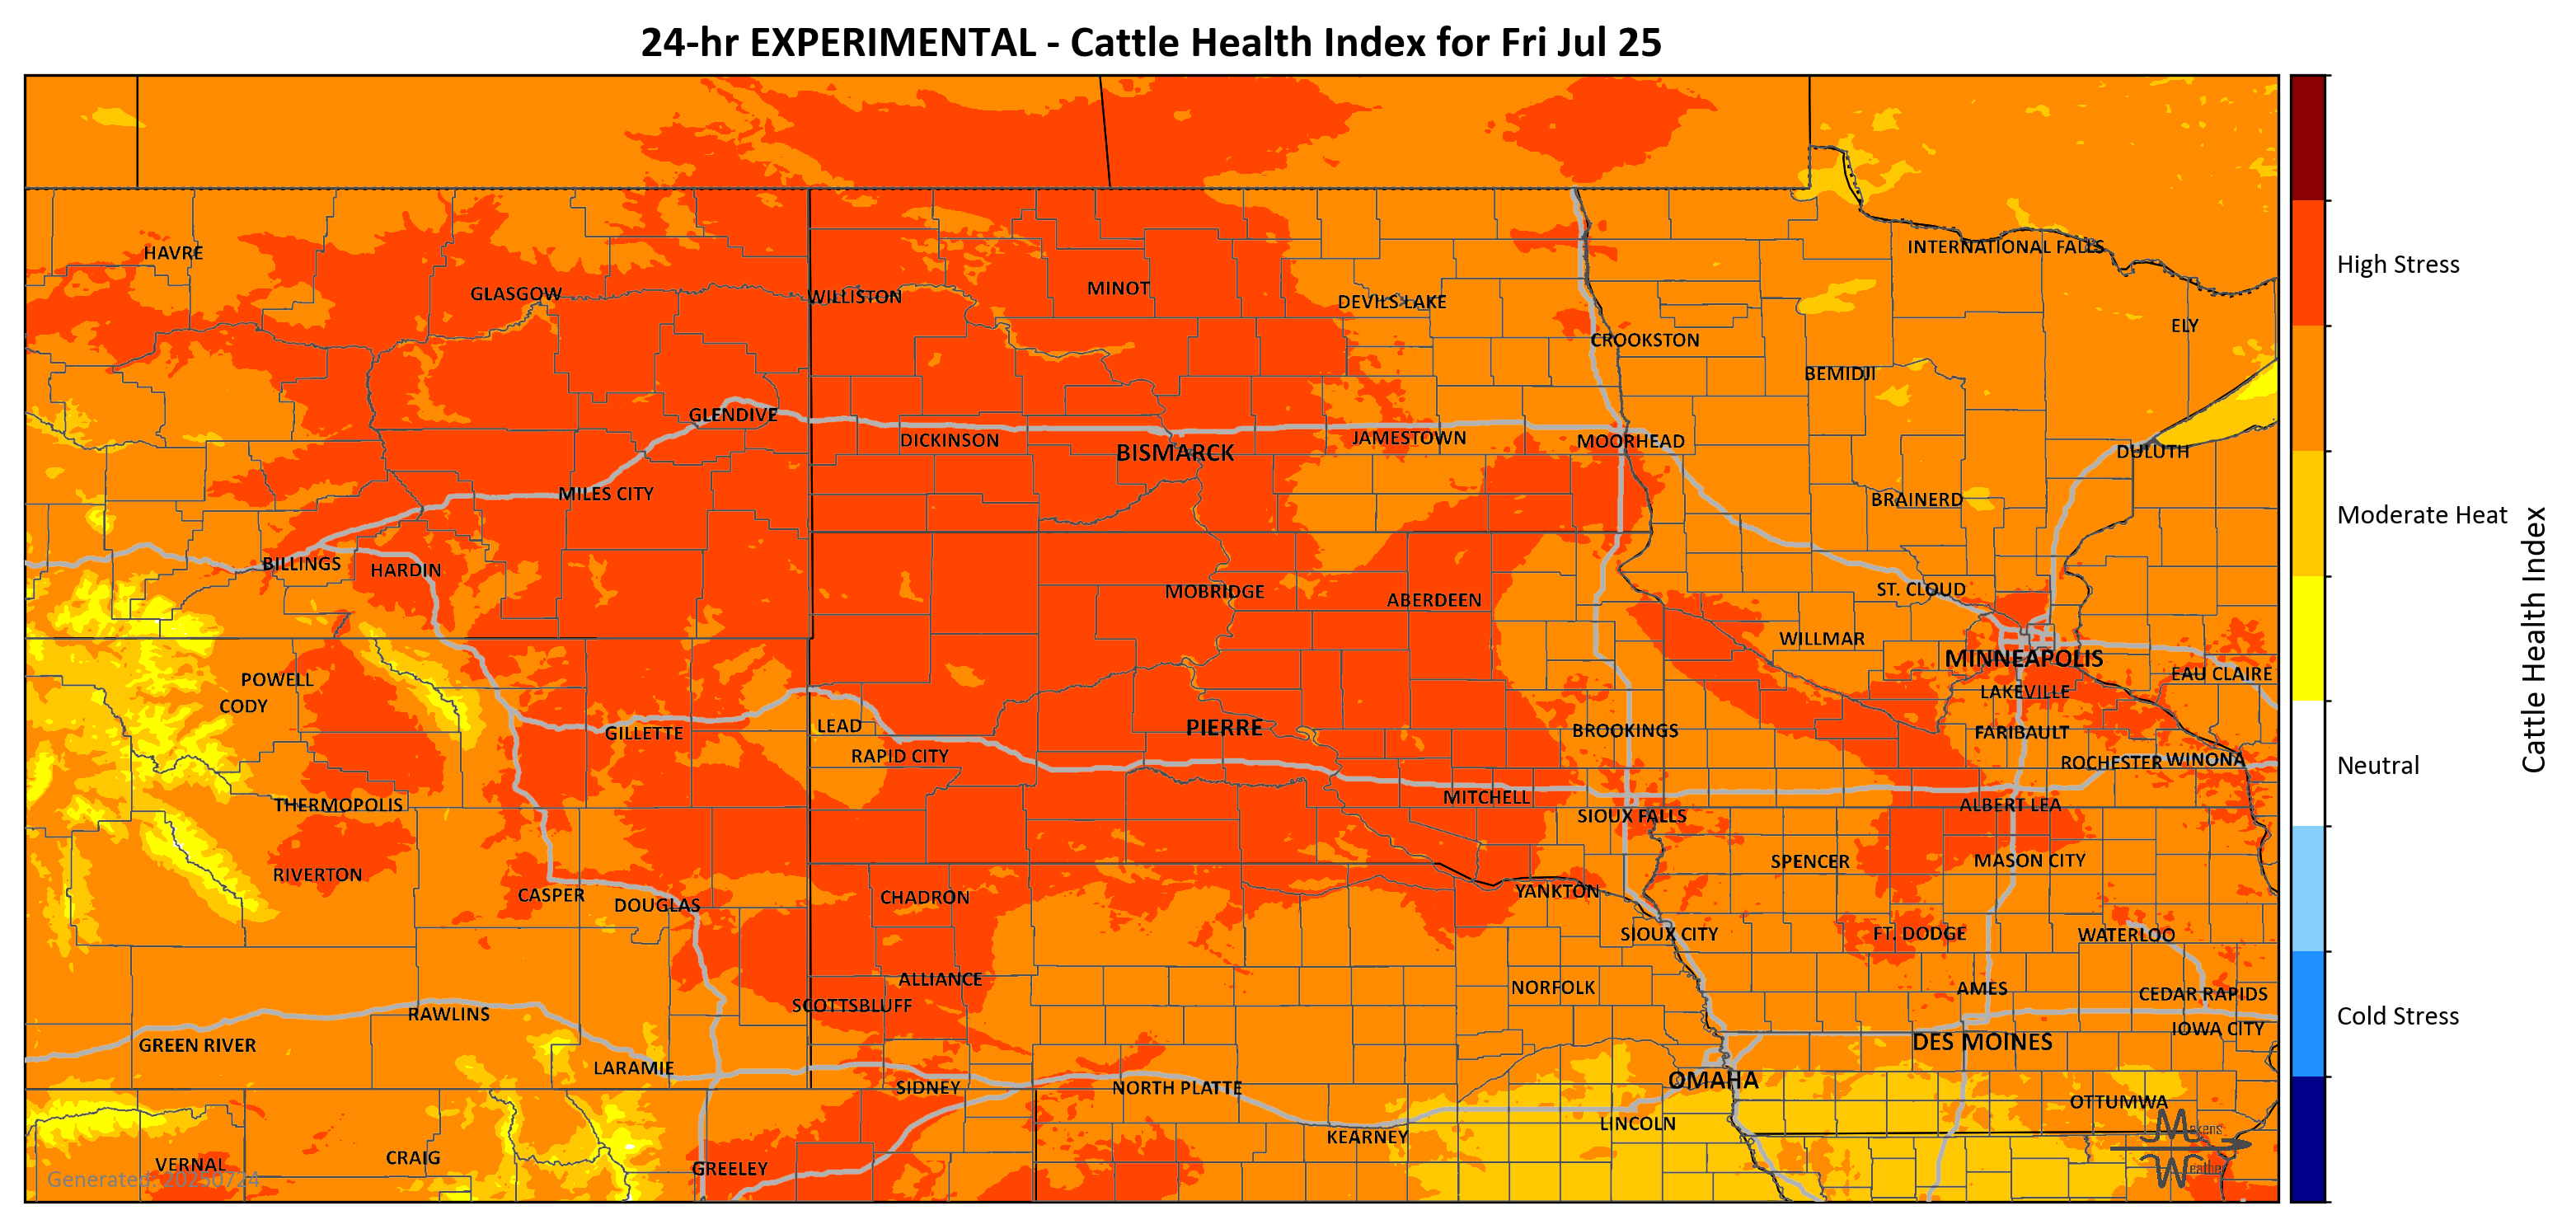 24-hr EXPERIMENTAL - Cattle Health Index for Fri Jul 25
HAVRE
INTERNATIONAL FALLS
High Stress
GLASGOW
WILLISTON
MINOT
DEVILS LAKE
ELY
CROOKSTON
BEMIDJI
GLENDIVE
DICKINSON
BISMARCK
JAMESTOWN
MOORHEAD
DULUTH
MILES CITY
BRAINERD
Moderate Heat
BILLINGS
HARDIN
MOBRIDGE
ABERDEEN
ST. CLOUD
WILLMAR
MINNEAPOLIS
Cattle Health Index
POWELL
EAU CLAIRE
CODY
LAKEVILLE
GILLETTE
LEAD
PIERRE
BROOKINGS
FARIBAULT
RAPID CITY
ROCHESTER
WINONA
Neutral
THERMOPOLIS
MITCHELL
SIOUX FALLS
ALBERT LEA
RIVERTON
SPENCER
MASON CITY
CASPER
DOUGLAS
CHADRON
YANKTON
SIOUX CITY
FT. DODGE
WATERLOO
ALLIANCE
NORFOLK
AMES
CEDAR RAPIDS
SCOTTSBLUFF
RAWLINS
Cold Stress
GREEN RIVER
IOWA CITY
DES MOINES
LARAMIE
SIDNEY
NORTH PLATTE
OMAHA
OTTUMWA
LINCOLN
KEARNEY
Makens
Weather
VERNAL
CRAIG
GREELEY
Generated: 20250724